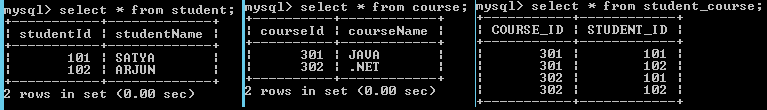 mysql> select * from student;
+-----------+-------------+
| studentId | studentName |
+-----------+-------------+
|       101 | SATYA       |
|       102 | ARJUN       |
+-----------+-------------+
2 rows in set (0.00 sec)
mysql> select * from course;
+----------+------------+
| courseId | courseName |
+----------+------------+
|      301 | JAVA       |
|      302 | .NET       |
+----------+------------+
2 rows in set (0.00 sec)
mysql> select * from student_course;
+-----------+------------+
| COURSE_ID | STUDENT_ID |
+-----------+------------+
|       301 |        101 |
|       301 |        102 |
|       302 |        101 |
|       302 |        102 |
+-----------+------------+